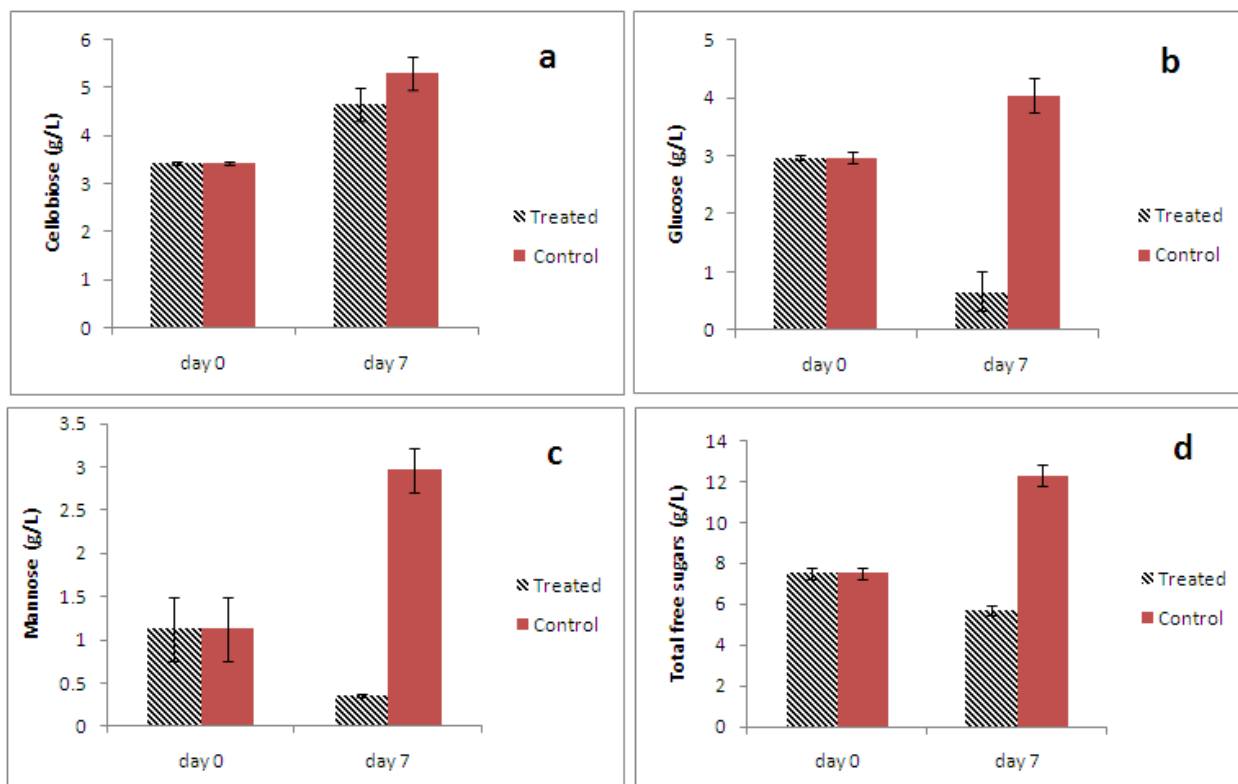 a
Cellobiose (g/L)
6
5
4
3
2
1
0
day 0
day 7
Treated
Control
b
Glucose (g/L)
5
4
3
2
1
0
day 0
day 7
Treated
Control
c
Mannose (g/L)
3.5
3
2.5
2
1.5
1
0.5
0
day 0
day 7
Treated
Control
d
Total free sugars (g/L)
14
12
10
8
6
4
2
0
day 0
day 7
Treated
Control